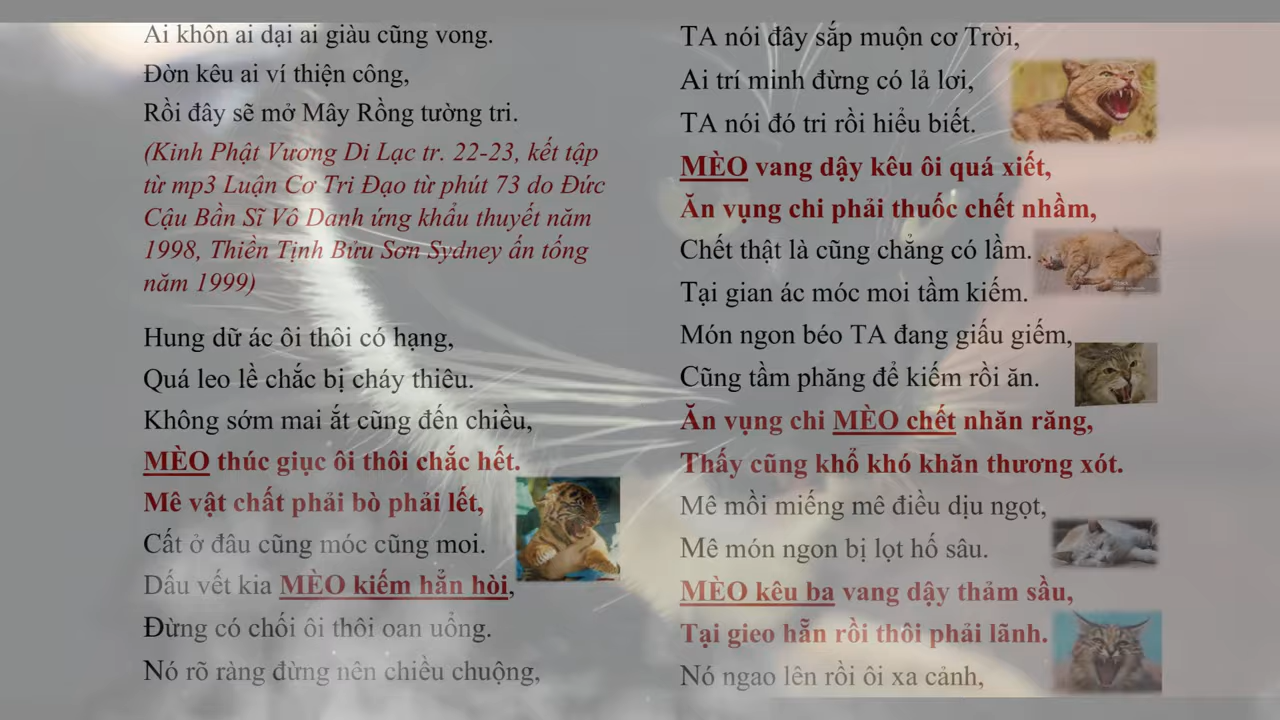 Ai khôn ai dại ai giàu cũng vong.
Đờn kêu ai ví thiện công,
Rồi đây sẽ mở Mây Rồng tường tri.
(Kinh Phật Vương Di Lạc tr. 22-23, kết tập
từ mp3 Luận Cơ Tri Đạo từ phút 73 do Đức
Cậu Bần Sĩ Vô Danh ứng khẩu thuyết năm
1998, Thiền Tịnh Bửu Sơn Sydney ấn tống
năm 1999)
Hung dữ ác ôi thôi có hạng,
Quá leo lề chắc bị cháy thiêu.
Không sớm mai ắt cũng đến chiều,
MÈO thúc giục ôi thôi chắc hết.
Mê vật chất phải bò phải lết,
Cất ở đâu cũng móc cũng moi.
Dấu vết kia MÈO kiếm hẳn hòi,
Đừng có chối ôi thôi oan uổng.
Nó rõ ràng đừng nên chiều chuộng,
TA nói đây sắp muộn cơ Trời,
Ai trí minh đừng có lả lơi,
TA nói đó tri rồi hiểu biết.
MÈO vang dậy kêu ôi quá xiết,
Ăn vụng chi phải thuốc chết nhầm,
Chết thật là cũng chẳng có lầm.
Tại gian ác móc moi tầm kiếm.
Món ngon béo TA đang giấu giếm,
Cũng tầm phăng để kiếm rồi ăn.
Ăn vụng chi MÈO chết nhăn răng,
Thấy cũng khổ khó khăn thương xót.
Mê mồi miếng mê điều dịu ngọt,
Mê món ngon bị lọt hố sâu.
MÈO kêu ba vang dậy thảm sầu,
Tại gieo hẵn rồi thôi phải lãnh.
Nó ngao lên rồi ôi xa cảnh,